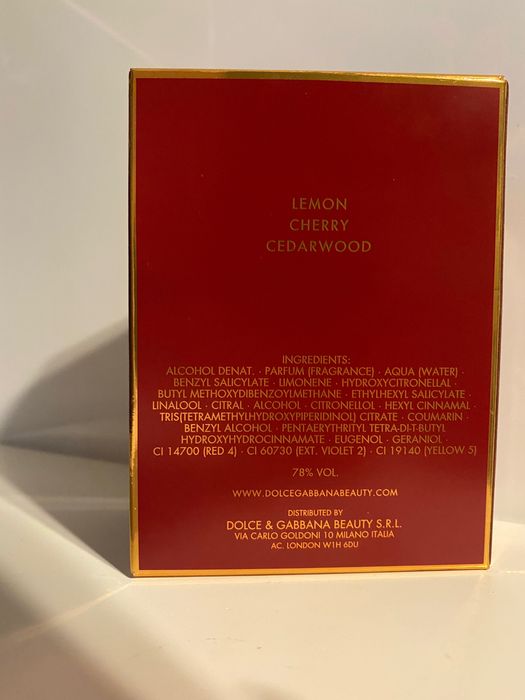 LEMON
CHERRY
CEDARWOOD
INGREDIENTS:
ALCOHOL DENAT. · PARFUM (FRAGRANCE) · AQUA (WATER) ·
BENZYL SALICYLATE · LIMONENE · HYDROXYCITRONELLAL ·
BUTYL METHOXYDIBENZOYLMETHANE · ETHYLHEXYL SALICYLATE ·
LINALOOL · CITRAL · ALCOHOL · CITRONELLOL · HEXYL CINNAMAL ·
TRIS(TETRAMETHYLHYDROXYPIPERIDINOL) CITRATE · COUMARIN ·
BENZYL ALCOHOL · PENTAERYTHRITYL TETRA-DI-T-BUTYL
HYDROXYHYDROCINNAMATE · EUGENOL · GERANIOL ·
CI 14700 (RED 4) · CI 60730 (EXT. VIOLET 2) · CI 19140 (YELLOW 5)
78% VOL.
WWW.DOLCEGABBANABEAUTY.COM
DISTRIBUTED BY
DOLCE & GABBANA BEAUTY S.R.L.
VIA CARLO GOLDONI 10 MILANO ITALIA
AC. LONDON W1H 6DU